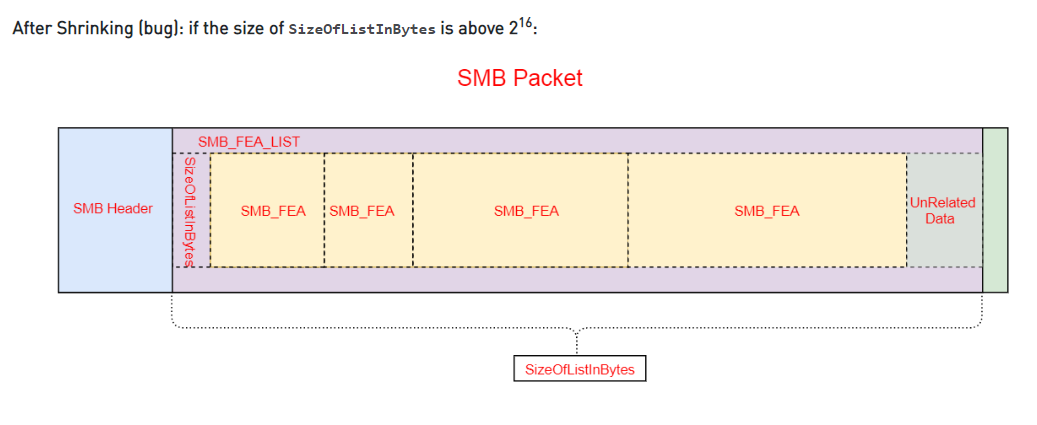 After Shrinking (bug): if the size of SizeOfListInBytes is above 2^16:
SMB Packet
SMB_FEA_LIST
SMB Header
SizeOfListInBytes
SMB_FEA
SMB_FEA
SMB_FEA
SMB_FEA
UnRelated
Data
SizeOfListInBytes